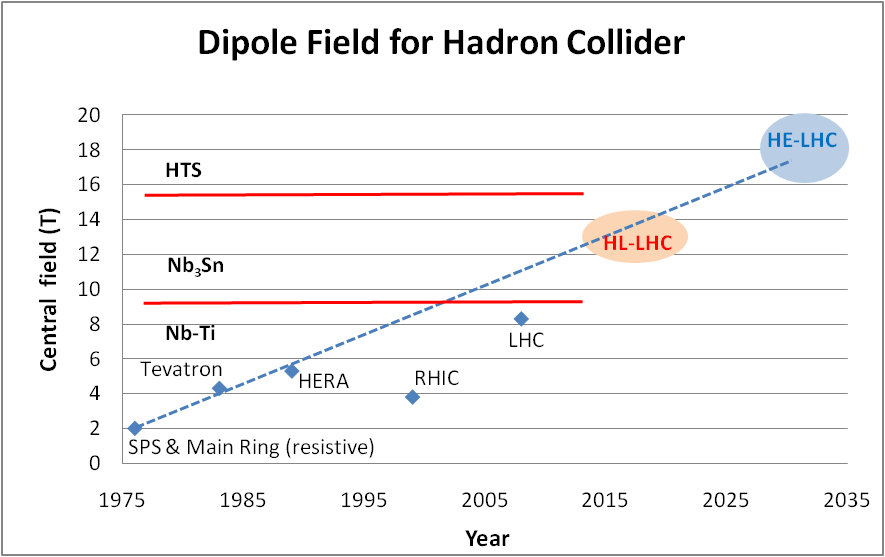 Dipole Field for Hadron Collider
Central field (T)
20
18
16
14
12
10
8
6
4
2
0
HE-LHC
HTS
HL-LHC
Nb₃Sn
Nb-Ti
LHC
Tevatron
HERA
RHIC
SPS & Main Ring (resistive)
1975 1985 1995 2005 2015 2025 2035
Year